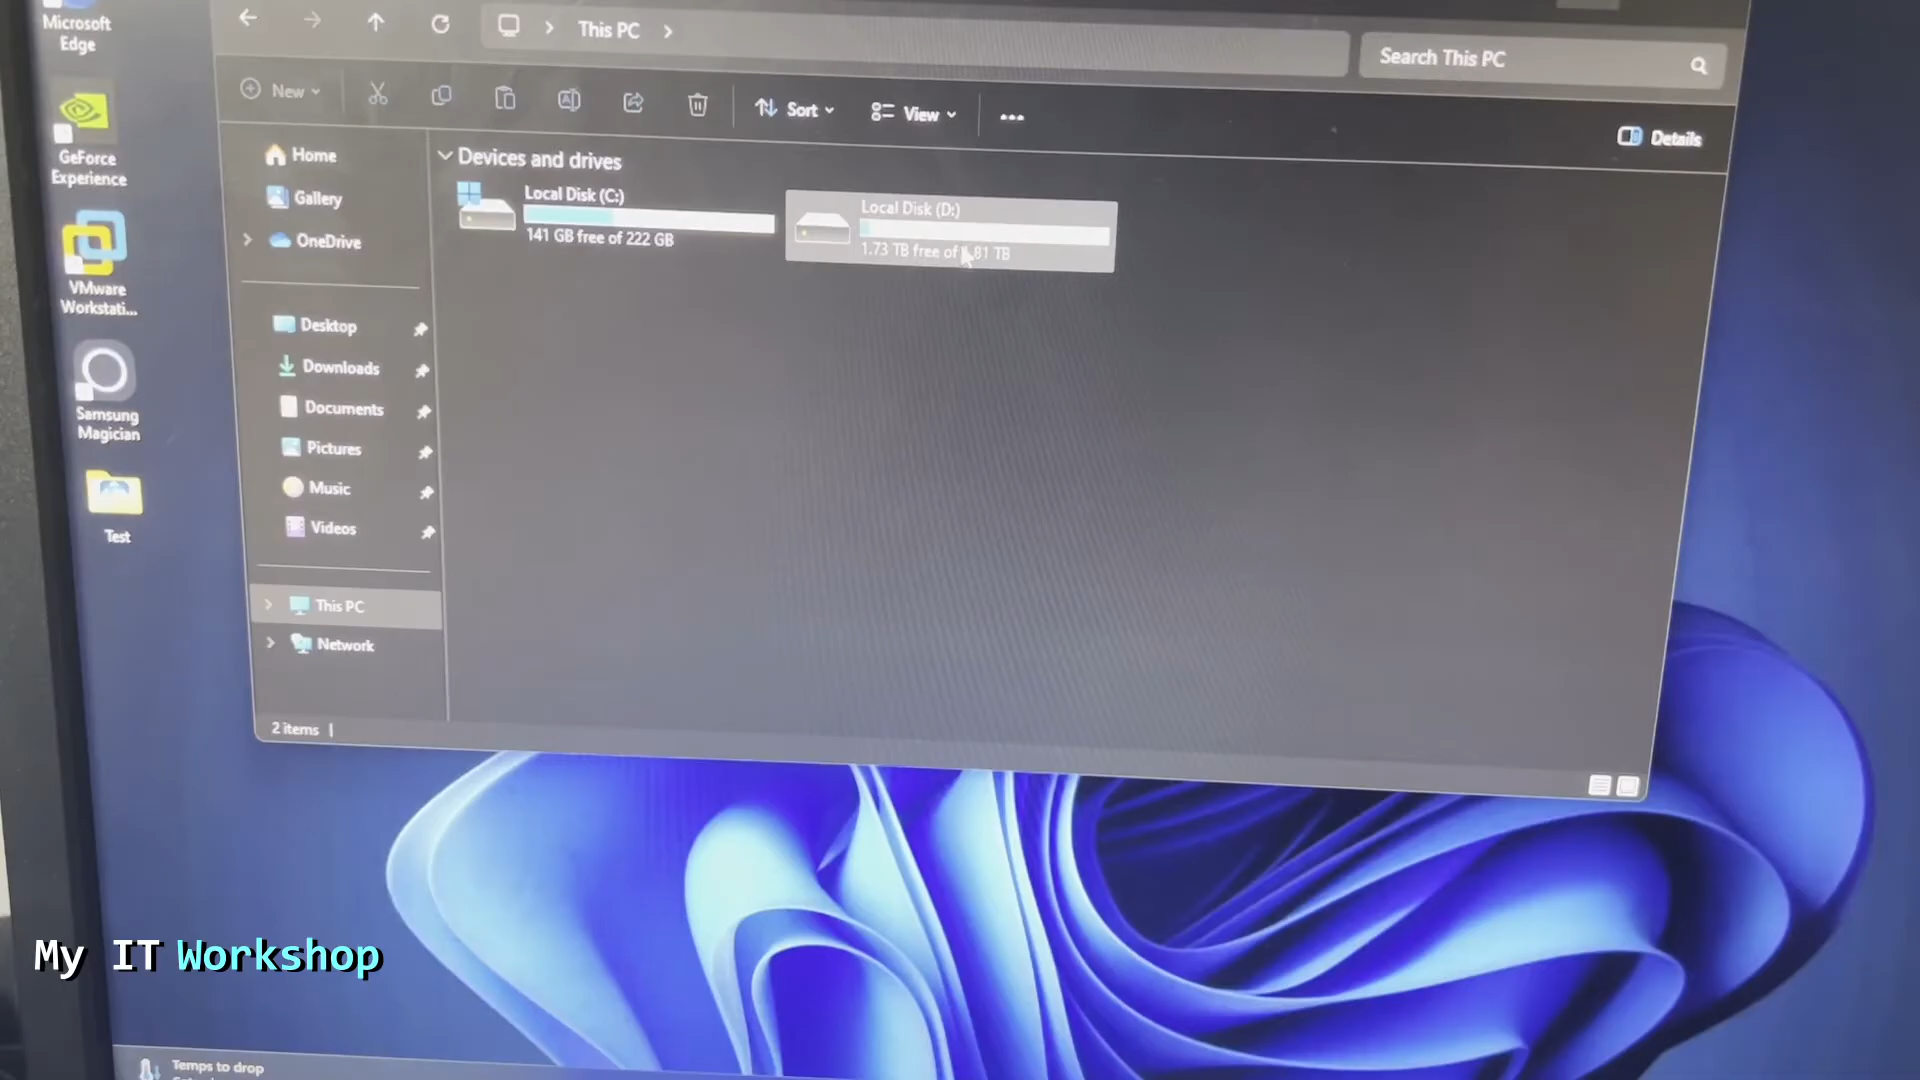 Microsoft
Edge
GeForce
Experience
VMware
Workstati...
Samsung
Magician
Test
This PC
Search This PC
New
Sort
View
Details
Home
Gallery
OneDrive
Desktop
Downloads
Documents
Pictures
Music
Videos
This PC
Network
Devices and drives
Local Disk (C:)
141 GB free of 222 GB
Local Disk (D:)
1.73 TB free of .81 TB
2 items
My IT Workshop
Temps to drop